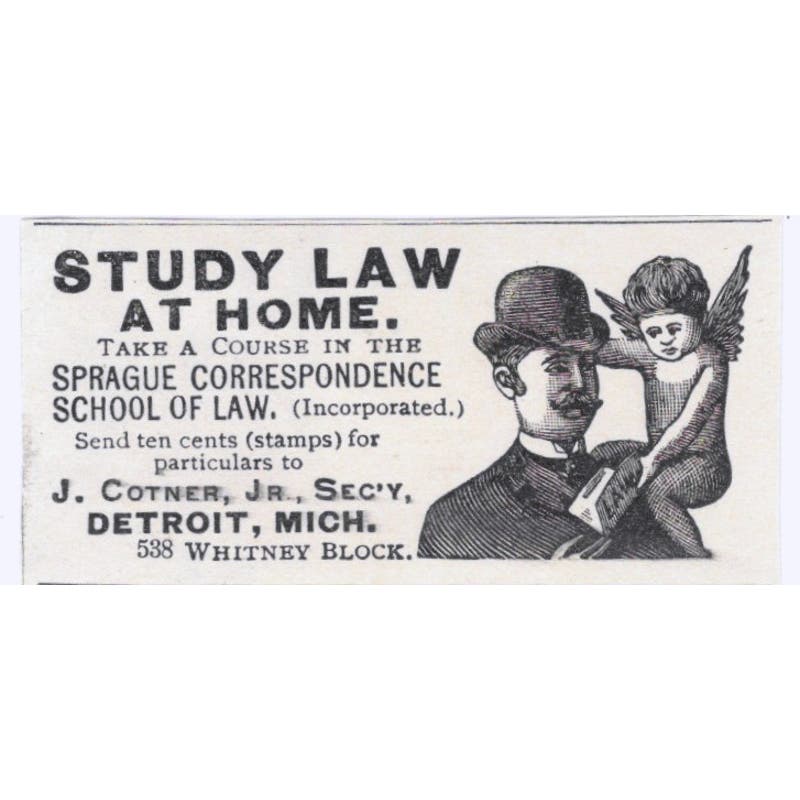 STUDY LAW
AT HOME.
TAKE A COURSE IN THE
SPRAGUE CORRESPONDENCE
SCHOOL OF LAW. (Incorporated.)
Send ten cents (stamps) for
particulars to
J. COTNER, JR., SEC'Y,
DETROIT, MICH.
538 WHITNEY BLOCK.
LAW